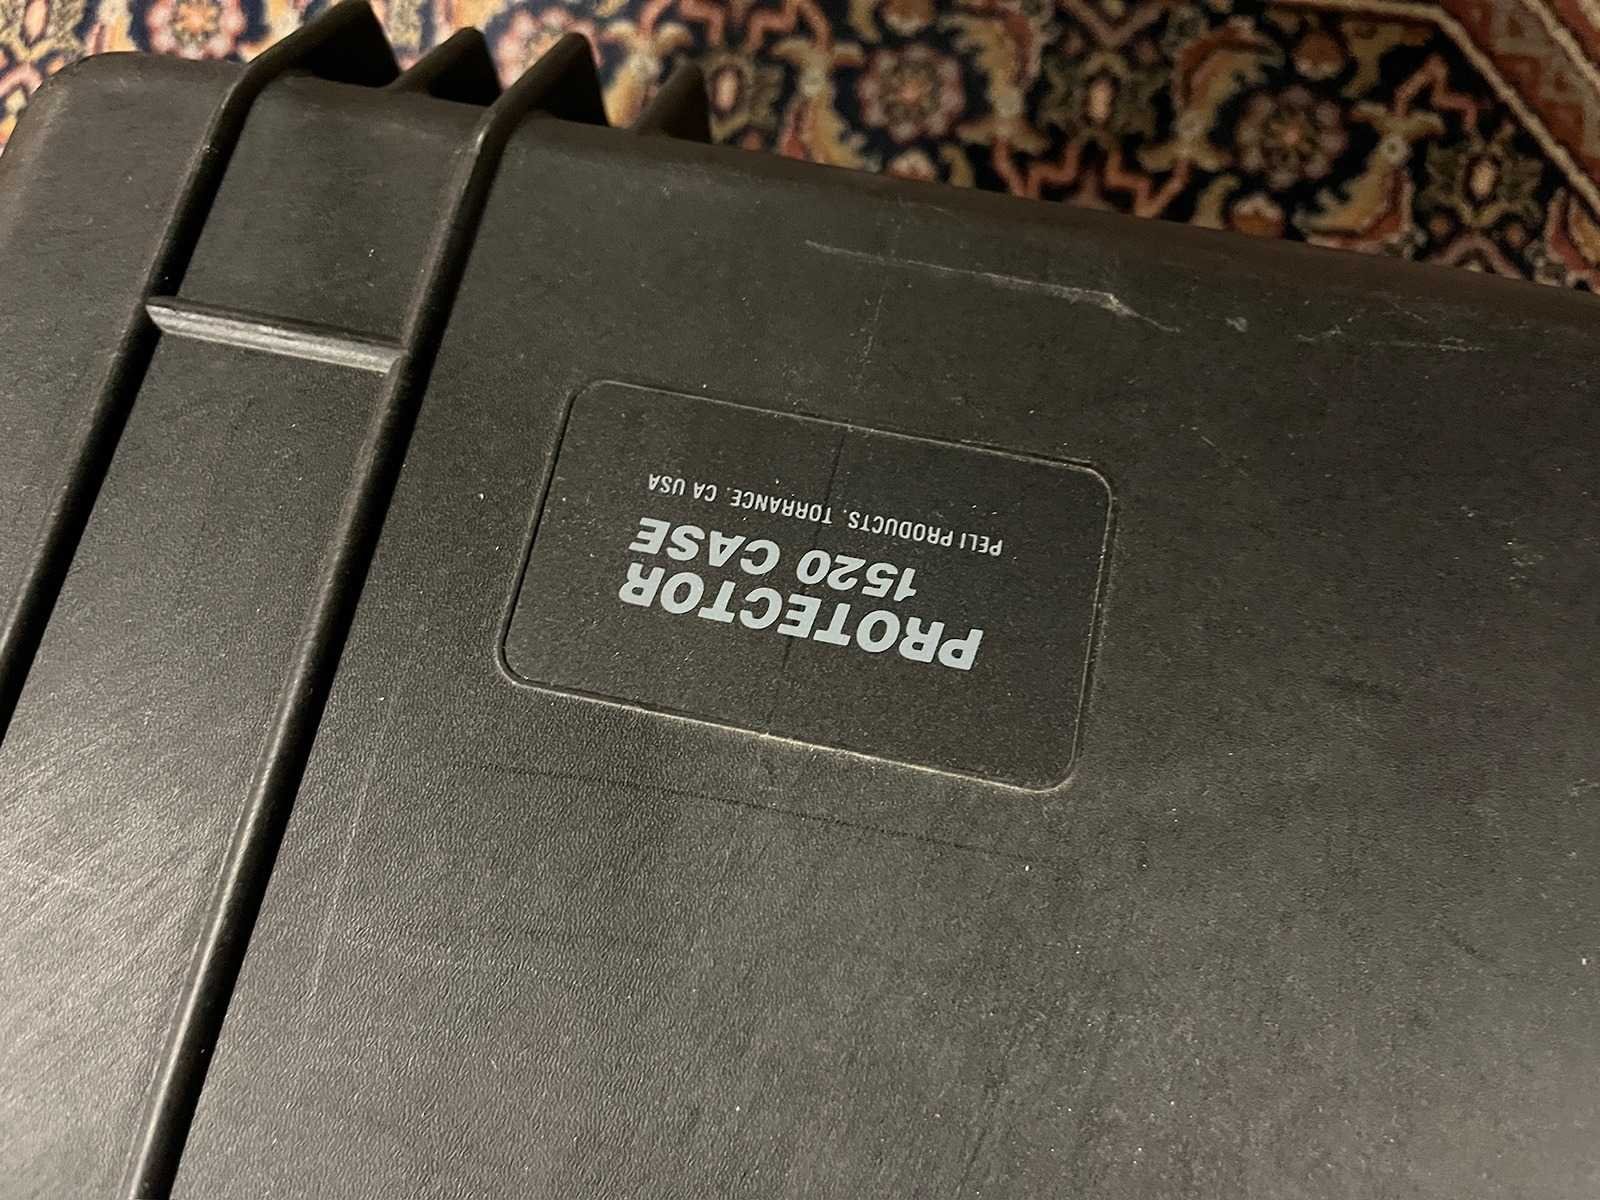 PROTECTOR
1520 CASE
PELI PRODUCTS. TORRANCE. CA USA